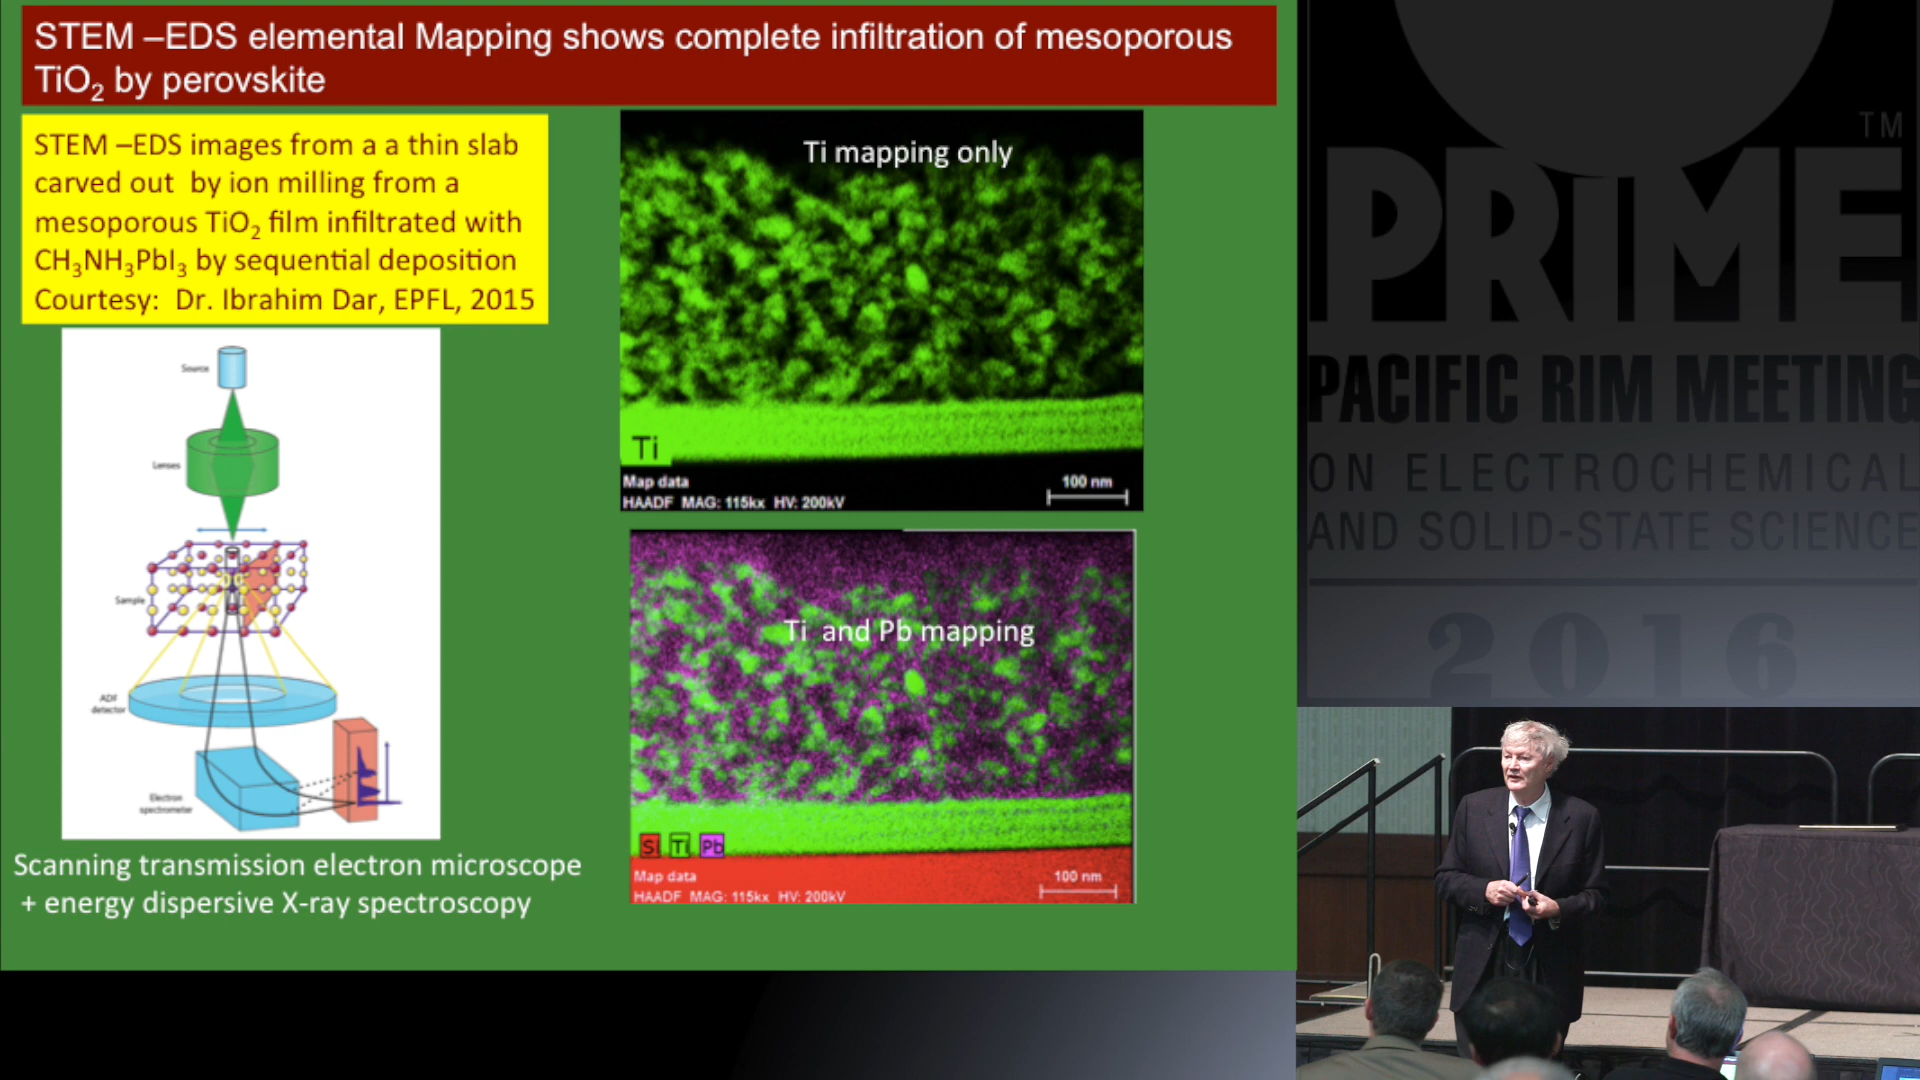 STEM –EDS elemental Mapping shows complete infiltration of mesoporous
TiO2 by perovskite
STEM –EDS images from a a thin slab
carved out by ion milling from a
mesoporous TiO2 film infiltrated with
CH3NH3PbI3 by sequential deposition
Courtesy: Dr. Ibrahim Dar, EPFL, 2015
Source
Lenses
Sample
ADF
detector
Electron
spectrometer
Scanning transmission electron microscope
+ energy dispersive X-ray spectroscopy
Ti mapping only
Ti
Map data
100 nm
HAADF MAG: 115kx HV: 200kV
Ti and Pb mapping
Si Ti Pb
Map data
100 nm
HAADF MAG: 115kx HV: 200kV
TM
PRiME
PACIFIC RIM MEETING
ON ELECTROCHEMICAL
AND SOLID-STATE SCIENCE
2016